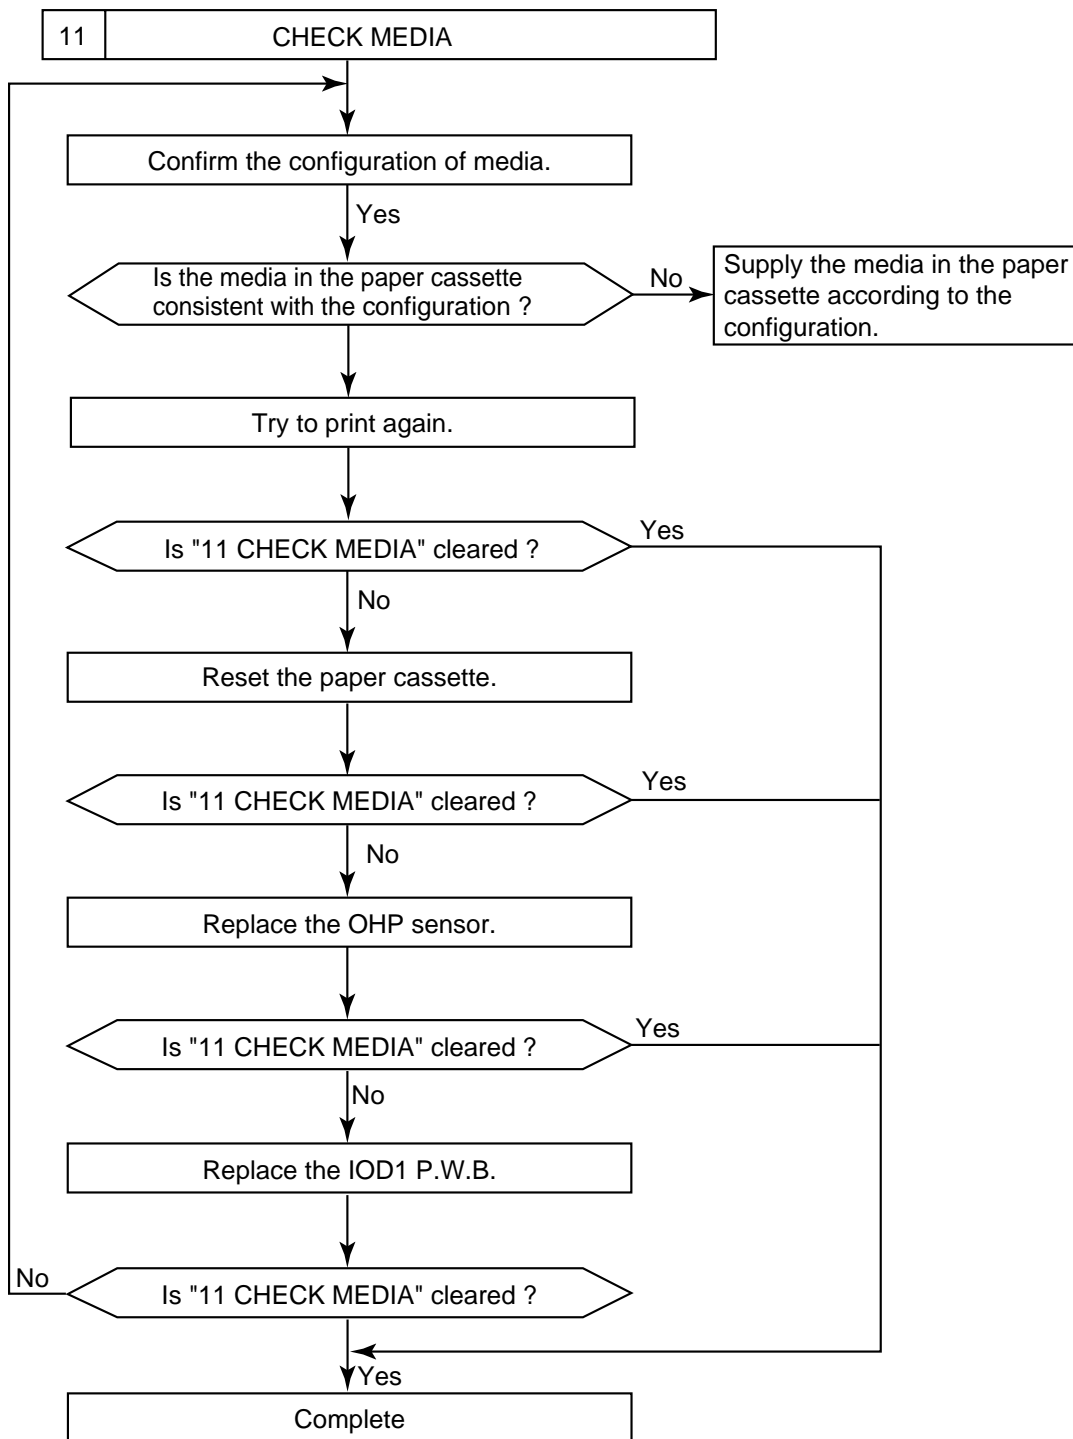 11 CHECK MEDIA
Confirm the configuration of media.
Yes
Is the media in the paper cassette
consistent with the configuration ?
No
Supply the media in the paper
cassette according to the
configuration.
Try to print again.
Is "11 CHECK MEDIA" cleared ?
Yes
No
Reset the paper cassette.
Is "11 CHECK MEDIA" cleared ?
Yes
No
Replace the OHP sensor.
Is "11 CHECK MEDIA" cleared ?
Yes
No
Replace the IOD1 P.W.B.
No
Is "11 CHECK MEDIA" cleared ?
Yes
Complete